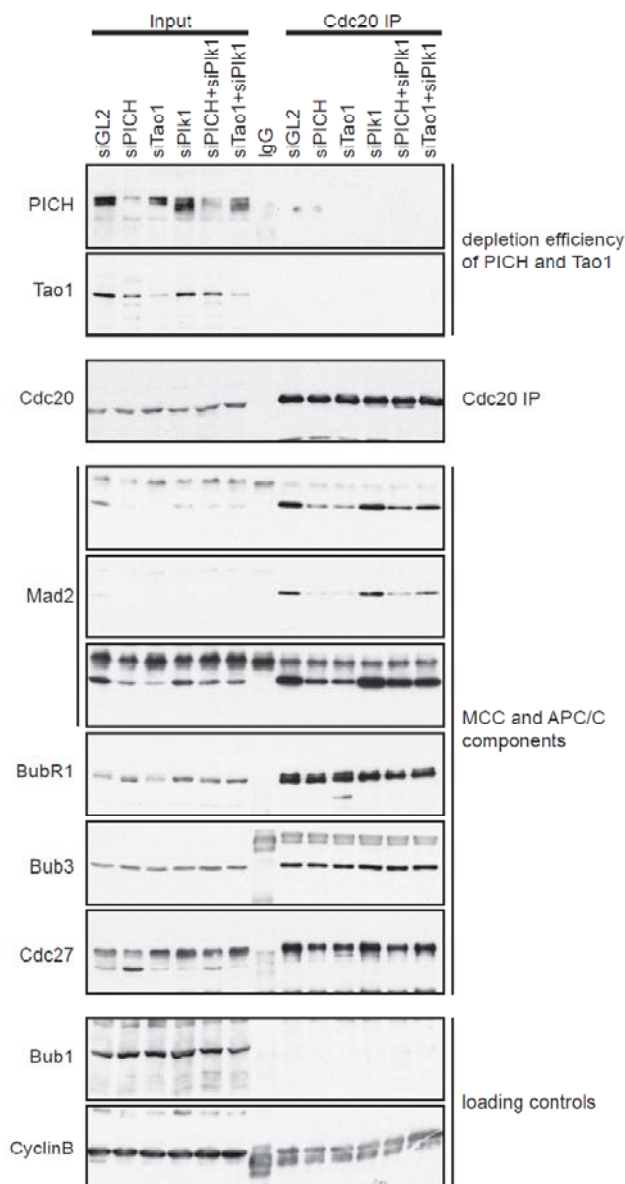 Input Cdc20 IP
siGL2 siPICH siTao1 siPlk1 siPICH+siPlk1 siTao1+siPlk1 IgG siGL2 siPICH siTao1 siPlk1 siPICH+siPlk1 siTao1+siPlk1
PICH
depletion efficiency
of PICH and Tao1
Tao1
Cdc20 Cdc20 IP
Mad2
MCC and APC/C
components
BubR1
Bub3
Cdc27
Bub1
loading controls
CyclinB